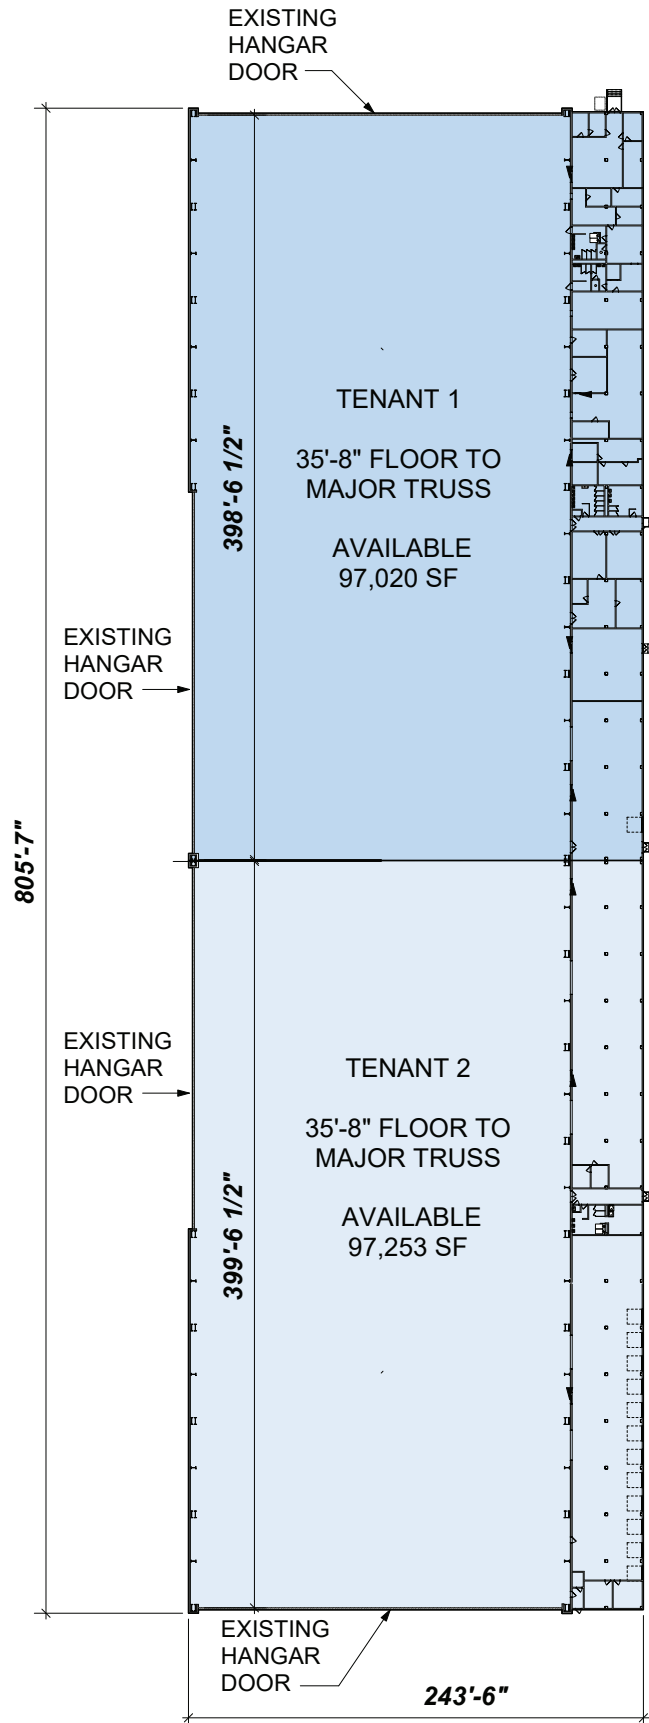 EXISTING
HANGAR
DOOR
TENANT 1
35'-8" FLOOR TO
MAJOR TRUSS
AVAILABLE
97,020 SF
398'-6 1/2"
EXISTING
HANGAR
DOOR
805'-7"
EXISTING
HANGAR
DOOR
TENANT 2
35'-8" FLOOR TO
MAJOR TRUSS
AVAILABLE
97,253 SF
399'-6 1/2"
EXISTING
HANGAR
DOOR
243'-6"